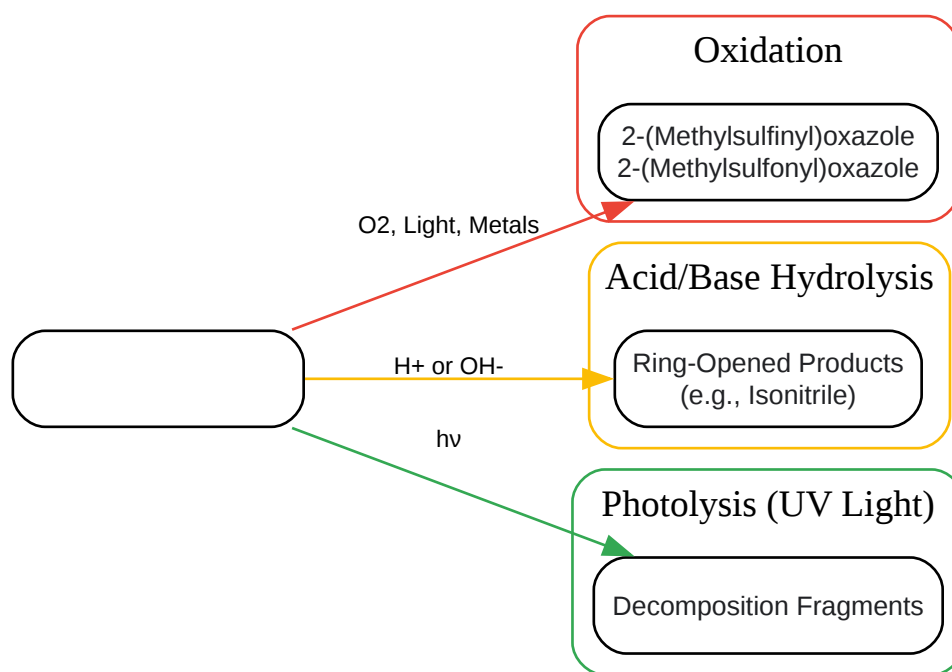 Oxidation
2-(Methylsulfinyl)oxazole
2-(Methylsulfonyl)oxazole
O2, Light, Metals
Acid/Base Hydrolysis
H+ or OH-
Ring-Opened Products
(e.g., Isonitrile)
hν
Photolysis (UV Light)
Decomposition Fragments